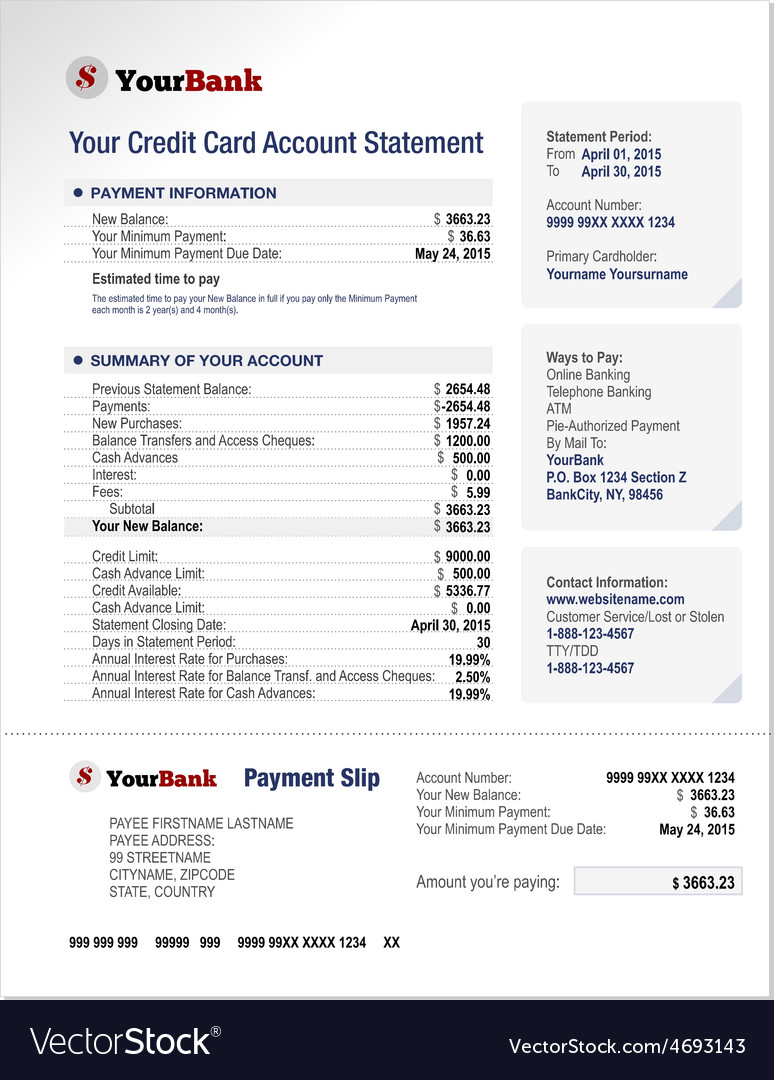 $ YourBank
Your Credit Card Account Statement
PAYMENT INFORMATION
New Balance: $ 3663.23
Your Minimum Payment: $ 36.63
Your Minimum Payment Due Date: May 24, 2015
Estimated time to pay
The estimated time to pay your New Balance in full if you pay only the Minimum Payment
each month is 2 year(s) and 4 month(s).
SUMMARY OF YOUR ACCOUNT
Previous Statement Balance: $ 2654.48
Payments: $-2654.48
New Purchases: $ 1957.24
Balance Transfers and Access Cheques: $ 1200.00
Cash Advances $ 500.00
Interest: $ 0.00
Fees: $ 5.99
Subtotal $ 3663.23
Your New Balance: $ 3663.23
Credit Limit: $ 9000.00
Cash Advance Limit: $ 500.00
Credit Available: $ 5336.77
Cash Advance Limit: $ 0.00
Statement Closing Date: April 30, 2015
Days in Statement Period: 30
Annual Interest Rate for Purchases: 19.99%
Annual Interest Rate for Balance Transf. and Access Cheques: 2.50%
Annual Interest Rate for Cash Advances: 19.99%
Statement Period:
From April 01, 2015
To April 30, 2015
Account Number:
9999 99XX XXXX 1234
Primary Cardholder:
Yourname Yoursurname
Ways to Pay:
Online Banking
Telephone Banking
ATM
Pie-Authorized Payment
By Mail To:
YourBank
P.O. Box 1234 Section Z
BankCity, NY, 98456
Contact Information:
www.websitename.com
Customer Service/Lost or Stolen
1-888-123-4567
TTY/TDD
1-888-123-4567
$ YourBank Payment Slip
PAYEE FIRSTNAME LASTNAME
PAYEE ADDRESS:
99 STREETNAME
CITYNAME, ZIPCODE
STATE, COUNTRY
Account Number: 9999 99XX XXXX 1234
Your New Balance: $ 3663.23
Your Minimum Payment: $ 36.63
Your Minimum Payment Due Date: May 24, 2015
Amount you're paying: $ 3663.23
999 999 999 99999 999 9999 99XX XXXX 1234 XX
VectorStock® VectorStock.com/4693143